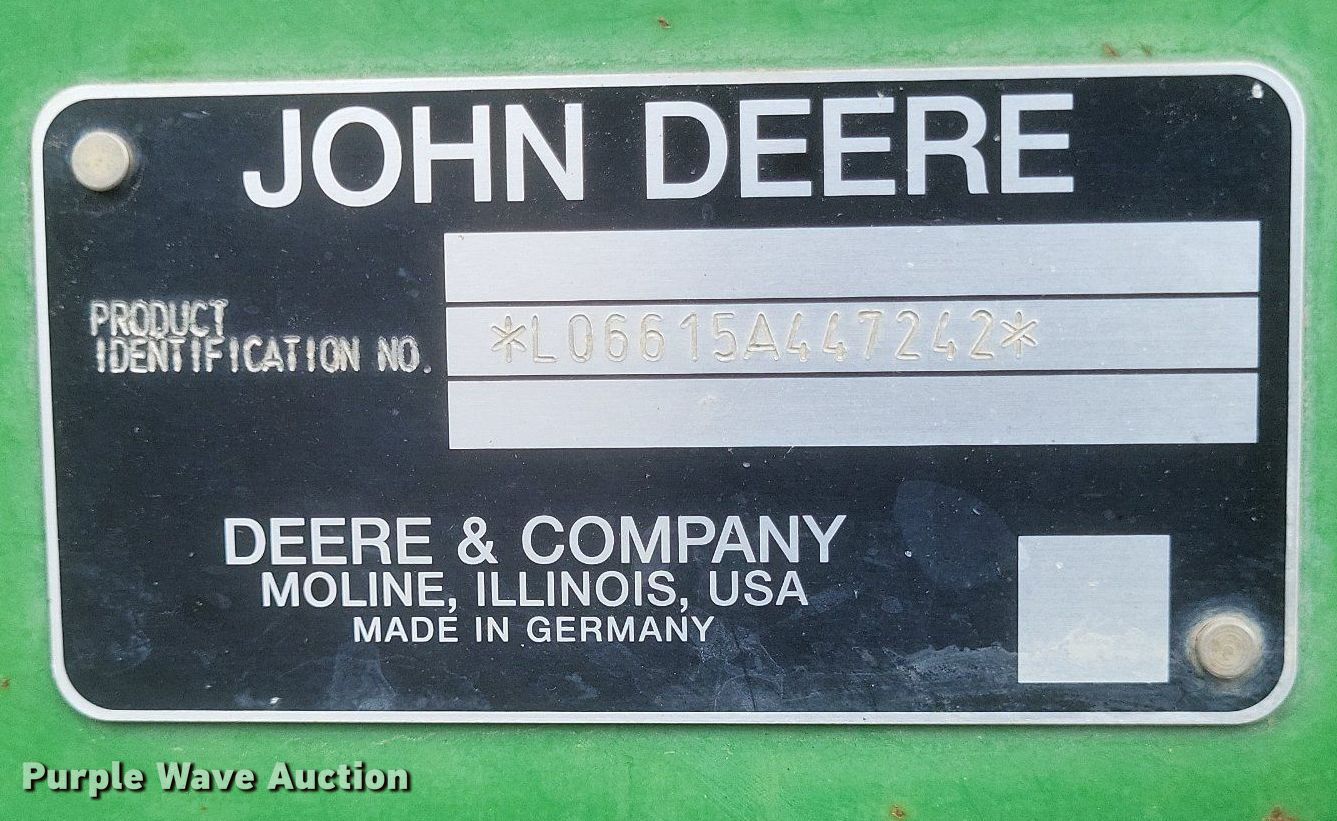 JOHN DEERE
PRODUCT
IDENTIFICATION NO.
*L06615A447242*
DEERE & COMPANY
MOLINE, ILLINOIS, USA
MADE IN GERMANY
Purple Wave Auction